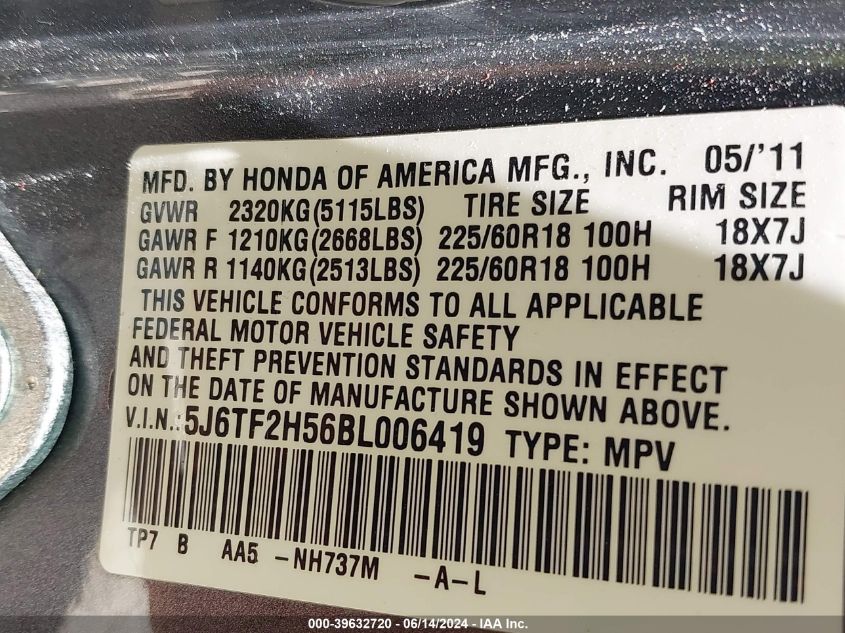 MFD. BY HONDA OF AMERICA MFG., INC. 05/'11
GVWR 2320KG(5115LBS) TIRE SIZE RIM SIZE
GAWR F 1210KG(2668LBS) 225/60R18 100H 18X7J
GAWR R 1140KG(2513LBS) 225/60R18 100H 18X7J
THIS VEHICLE CONFORMS TO ALL APPLICABLE
FEDERAL MOTOR VEHICLE SAFETY
AND THEFT PREVENTION STANDARDS IN EFFECT
ON THE DATE OF MANUFACTURE SHOWN ABOVE.
V.I.N.:5J6TF2H56BL006419 TYPE: MPV
TP7 B AA5 -NH737M -A-L
000-39632720 - 06/14/2024 - IAA Inc.